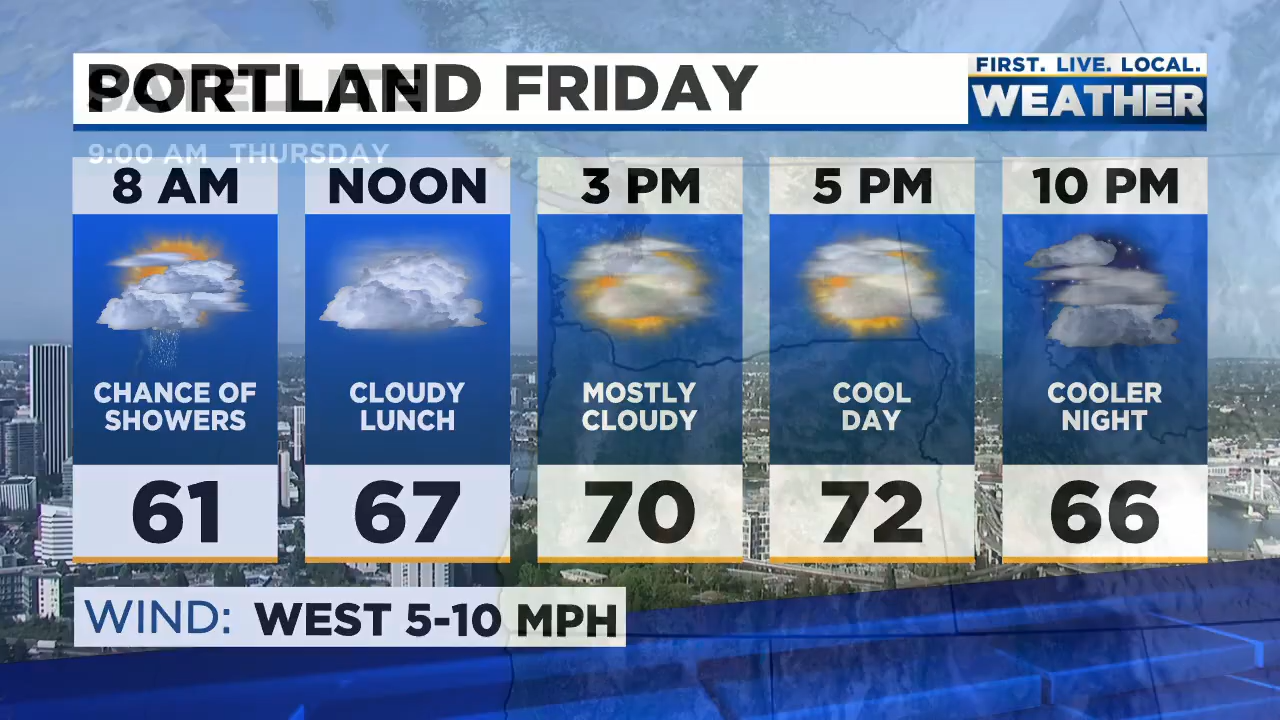 PORTLAND FRIDAY
SATELLITE
FIRST. LIVE. LOCAL.
WEATHER
9:00 AM THURSDAY
8 AM
CHANCE OF
SHOWERS
61
NOON
CLOUDY
LUNCH
67
3 PM
MOSTLY
CLOUDY
70
5 PM
COOL
DAY
72
10 PM
COOLER
NIGHT
66
WIND: WEST 5-10 MPH